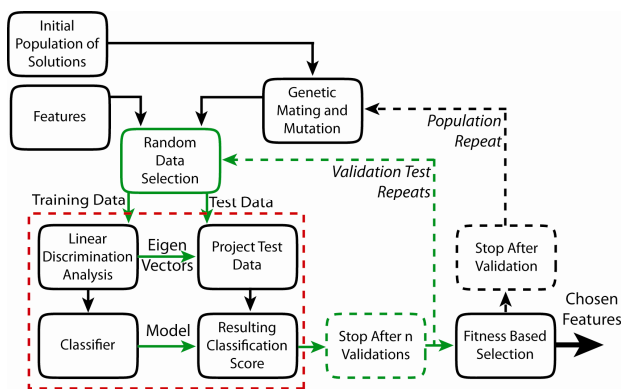 Initial
Population of
Solutions
Features
Genetic
Mating and
Mutation
Population
Repeat
Random
Data
Selection
Validation Test
Repeats
Training Data
Test Data
Linear
Discrimination
Analysis
Eigen
Vectors
Project Test
Data
Stop After
Validation
Chosen
Features
Classifier
Model
Resulting
Classification
Score
Stop After n
Validations
Fitness Based
Selection